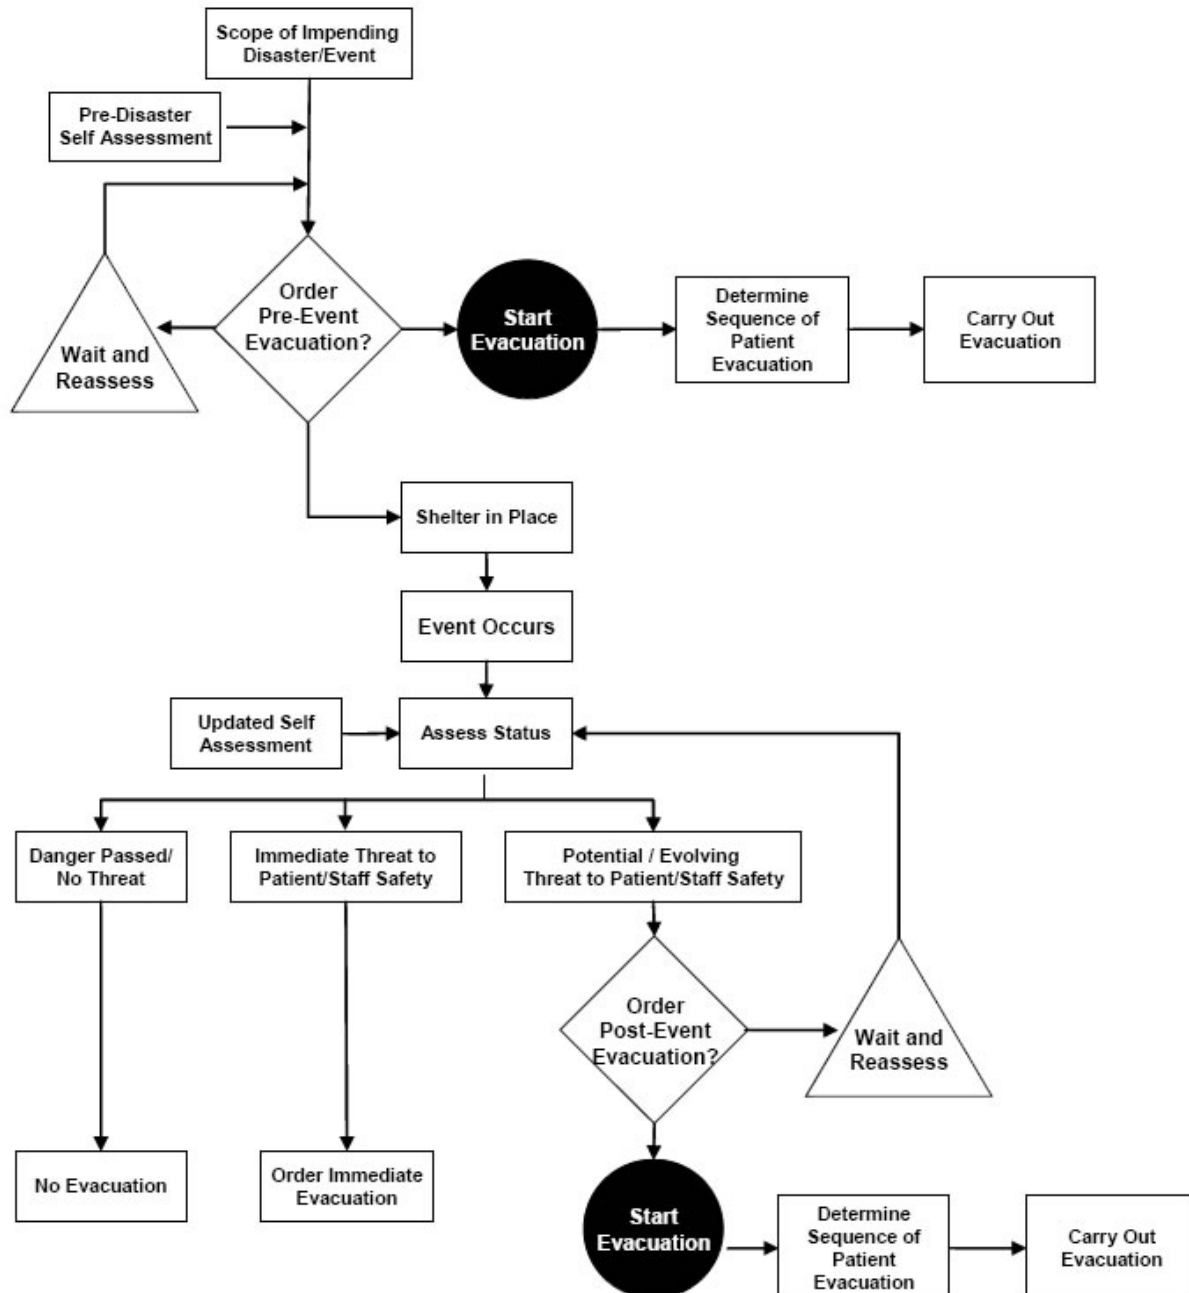 Scope of Impending
Disaster/Event
Pre-Disaster
Self Assessment
Order
Pre-Event
Evacuation?
Wait and
Reassess
Start
Evacuation
Determine
Sequence of
Patient
Evacuation
Carry Out
Evacuation
Shelter in Place
Event Occurs
Updated Self
Assessment
Assess Status
Danger Passed/
No Threat
Immediate Threat to
Patient/Staff Safety
Potential / Evolving
Threat to Patient/Staff Safety
Order
Post-Event
Evacuation?
Wait and
Reassess
No Evacuation
Order Immediate
Evacuation
Start
Evacuation
Determine
Sequence of
Patient
Evacuation
Carry Out
Evacuation